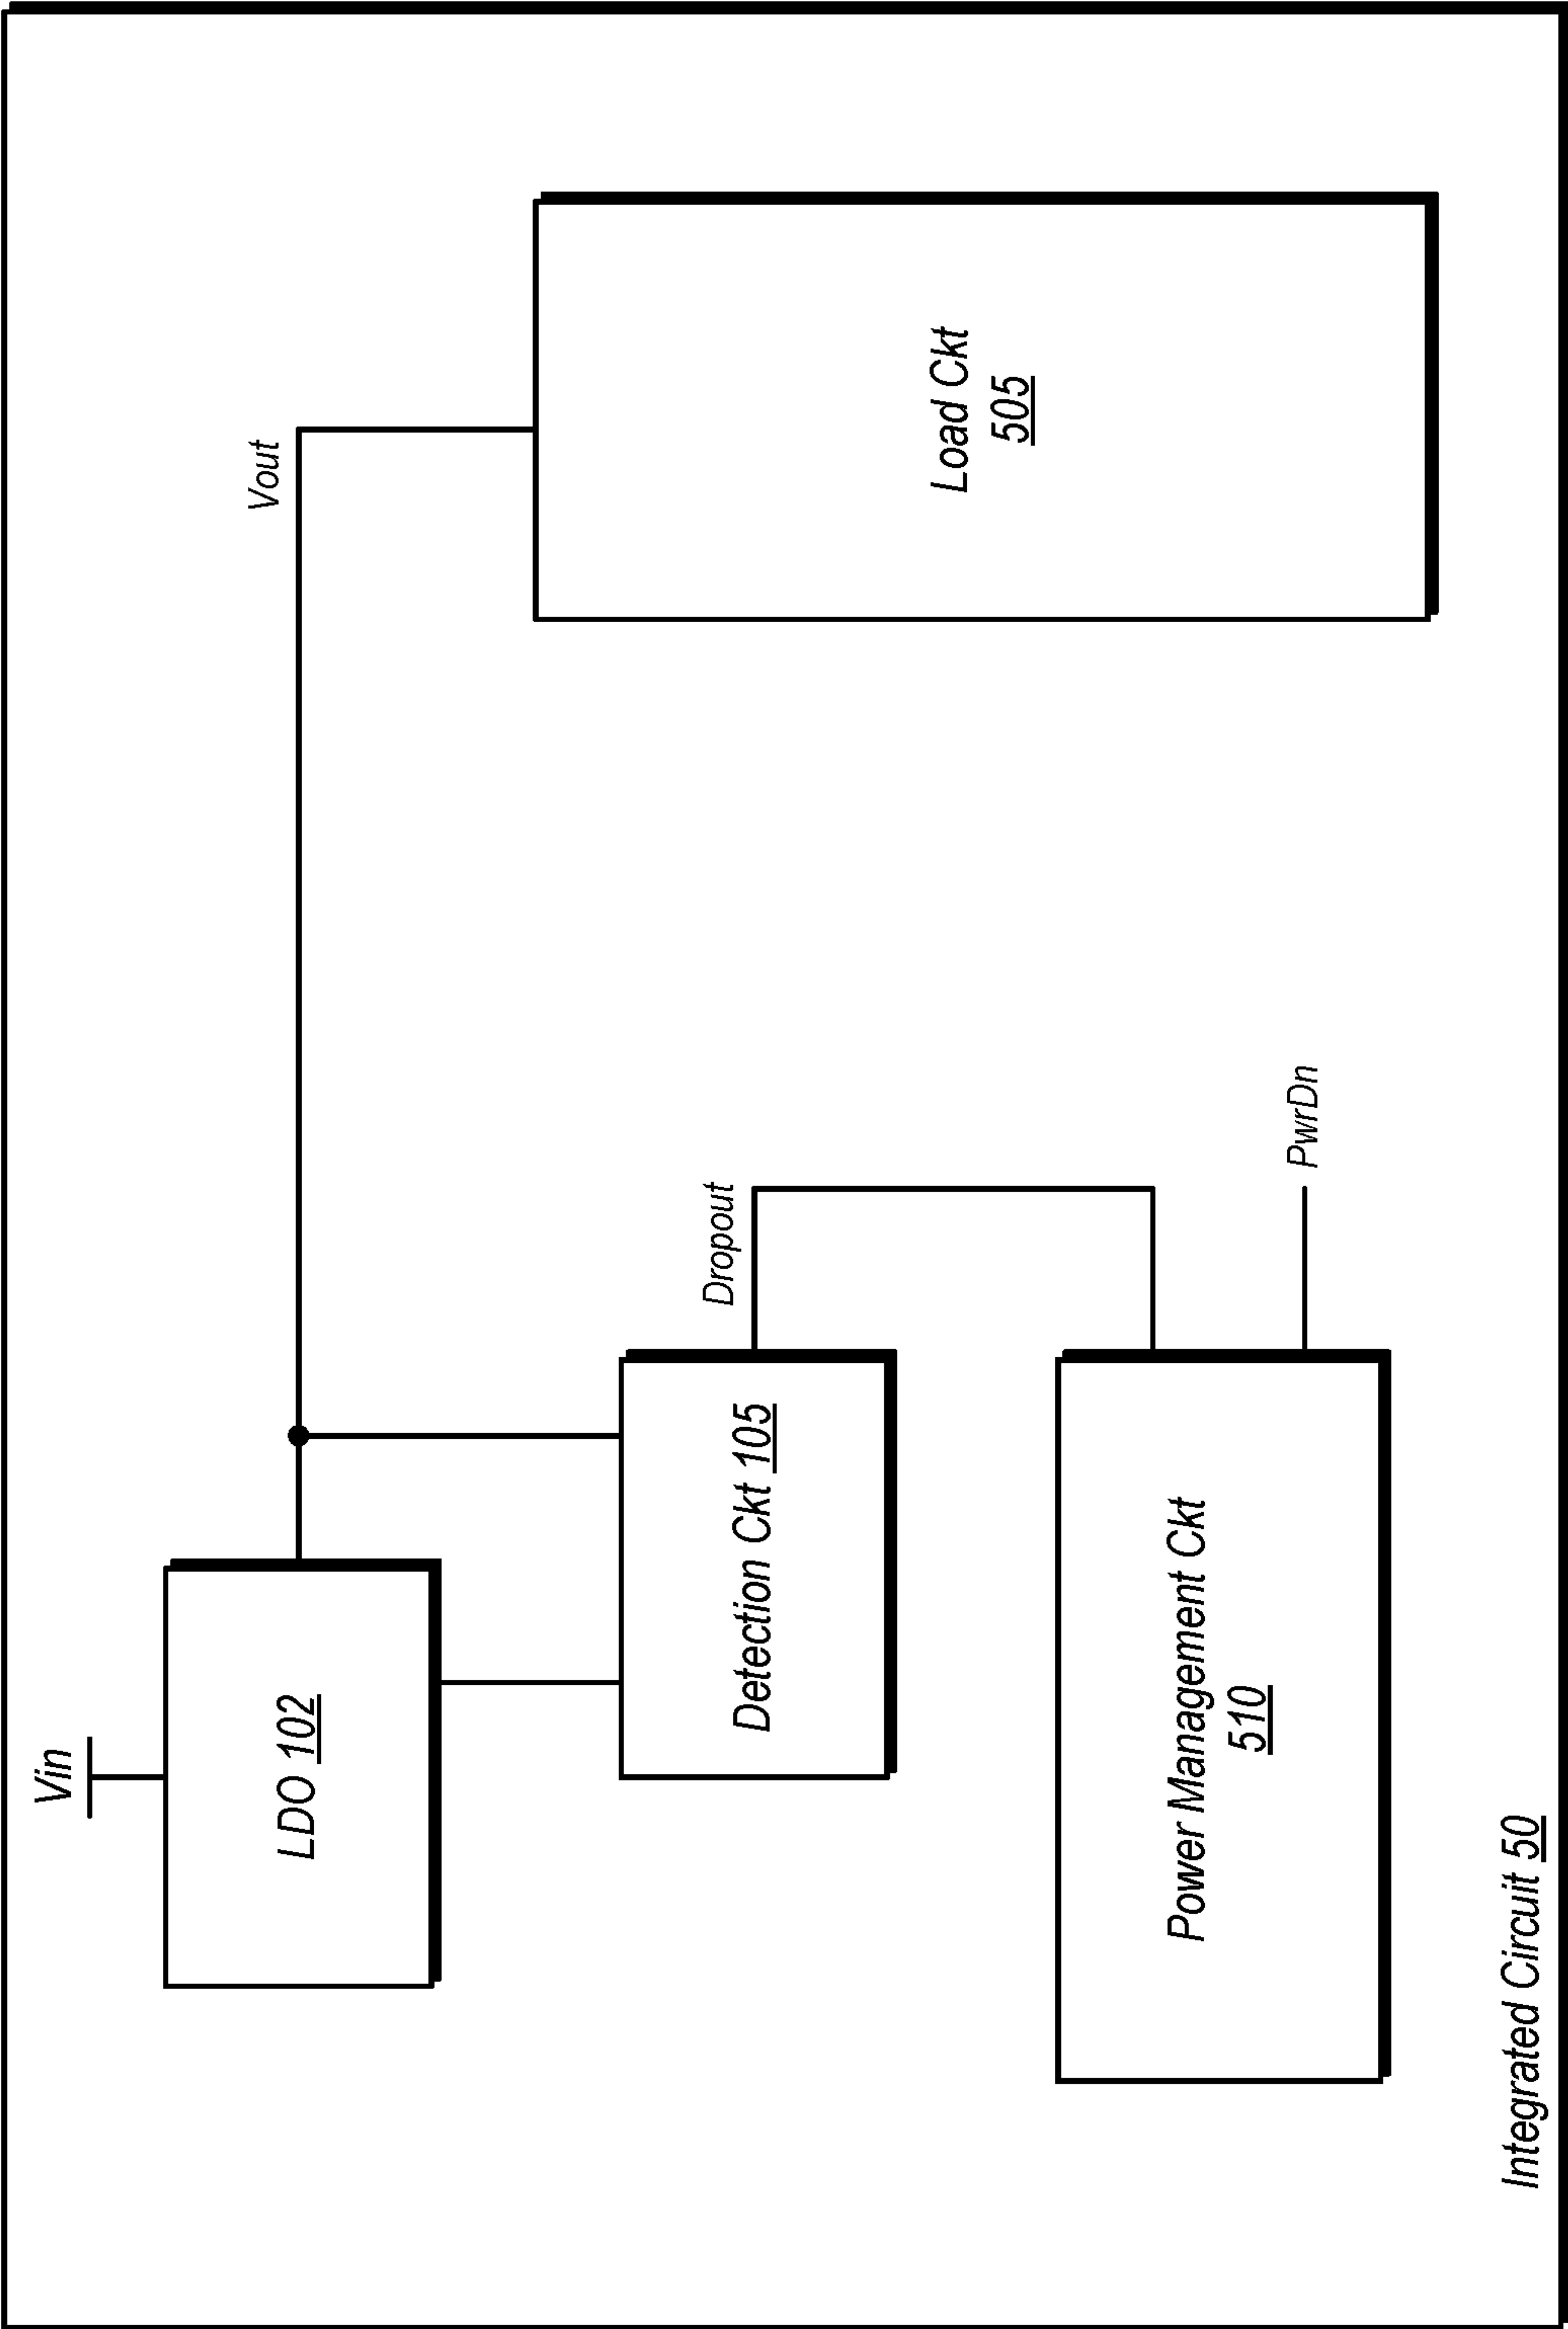 Vin
Vout
LDO 102
Dropout
Detection Ckt 105
Load Ckt
505
PwrDn
Power Management Ckt
510
Integrated Circuit 50